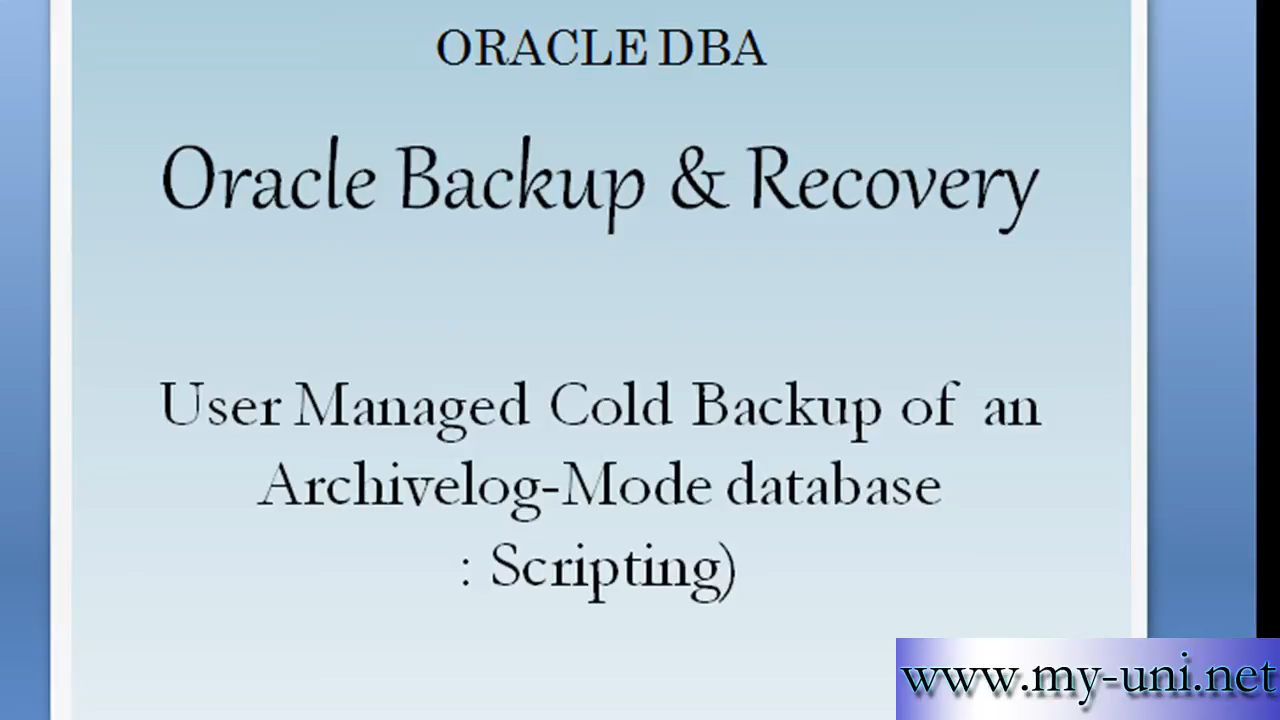 ORACLE DBA
Oracle Backup & Recovery
User Managed Cold Backup of an
Archivelog-Mode database
: Scripting)
www.my-uni.net